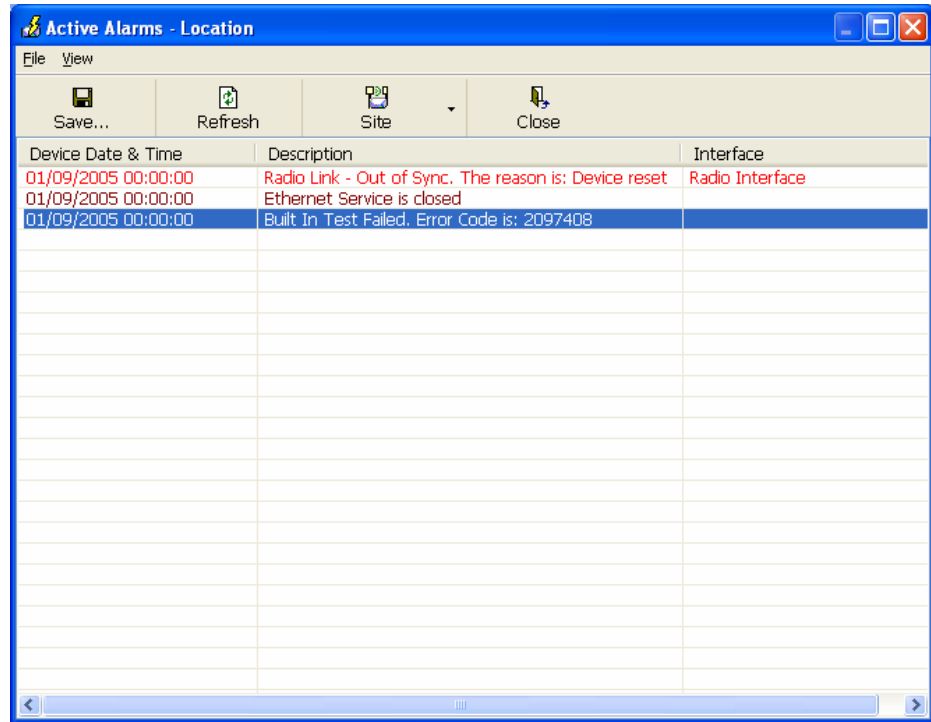 Active Alarms - Location
File View
Save... Refresh Site Close
Device Date & Time Description Interface
01/09/2005 00:00:00 Radio Link - Out of Sync. The reason is: Device reset Radio Interface
01/09/2005 00:00:00 Ethernet Service is closed
01/09/2005 00:00:00 Built In Test Failed. Error Code is: 2097408